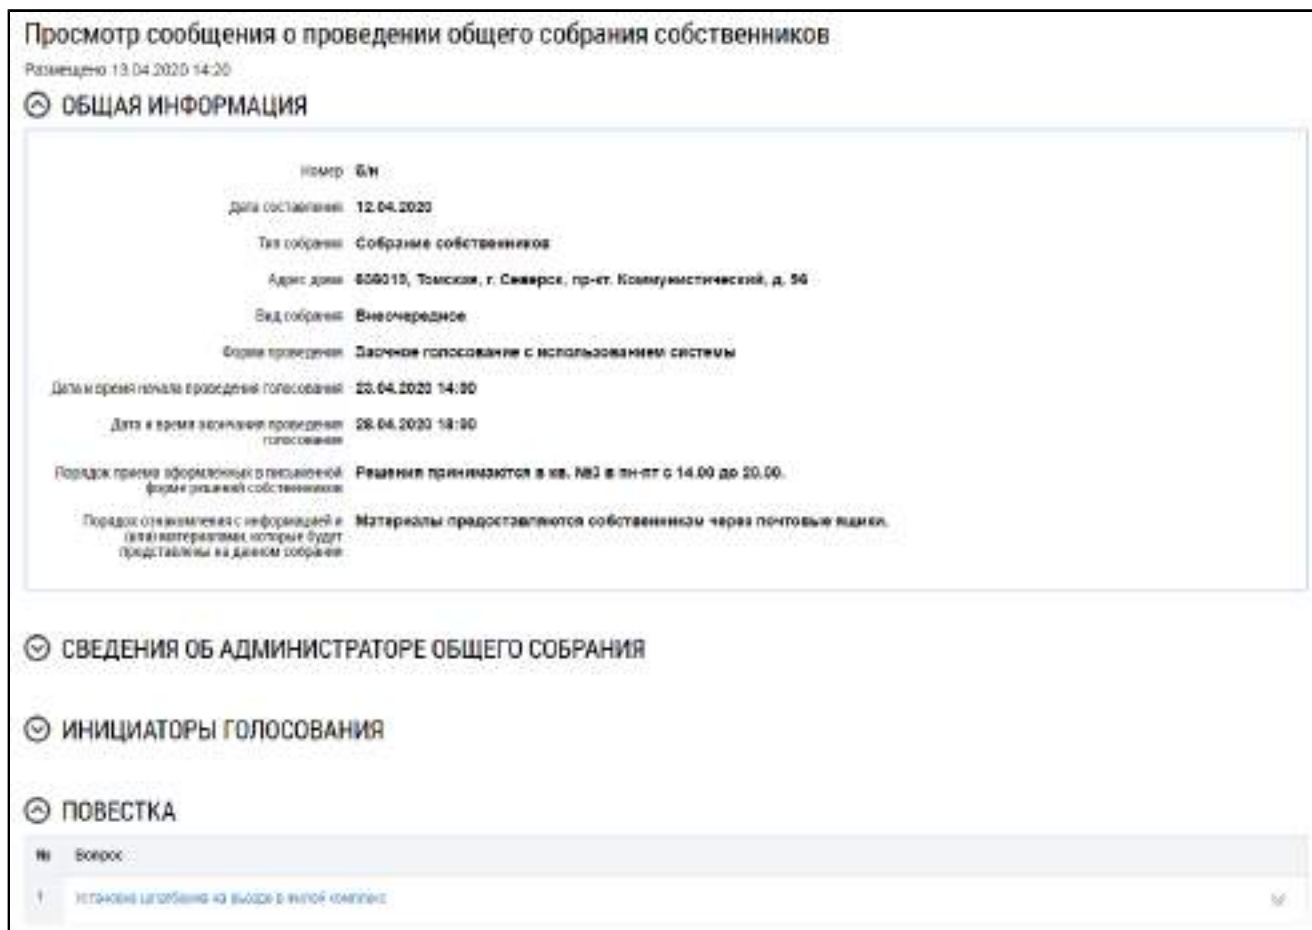 Просмотр сообщения о проведении общего собрания собственников
Размещено 13.04.2020 14:20
ОБЩАЯ ИНФОРМАЦИЯ
Номер Б/н
Дата составления 12.04.2020
Тип собрания Собрание собственников
Адрес дома Томская, г. Северск, пр-кт. Коммунистический, д.
Вид собрания Внеочередное
Форма проведения Заочное голосование с использованием системы
Дата и время начала проведения голосования 23.04.2020 14:00
Дата и время окончания проведения 28.04.2020 18:00
голосования
Порядок приема оформленных в письменной Решения принимаются в кв. №3 в пн-пт с 14.00 до 20.00.
форме решений собственников
Порядок ознакомления с информацией и Материалы предоставляются собственникам через почтовые ящики.
(или) материалами, которые будут
представлены на данном собрании
СВЕДЕНИЯ ОБ АДМИНИСТРАТОРЕ ОБЩЕГО СОБРАНИЯ
ИНИЦИАТОРЫ ГОЛОСОВАНИЯ
ПОВЕСТКА
№ Вопрос
1 Установка шлагбаума на въезде в жилой комплекс